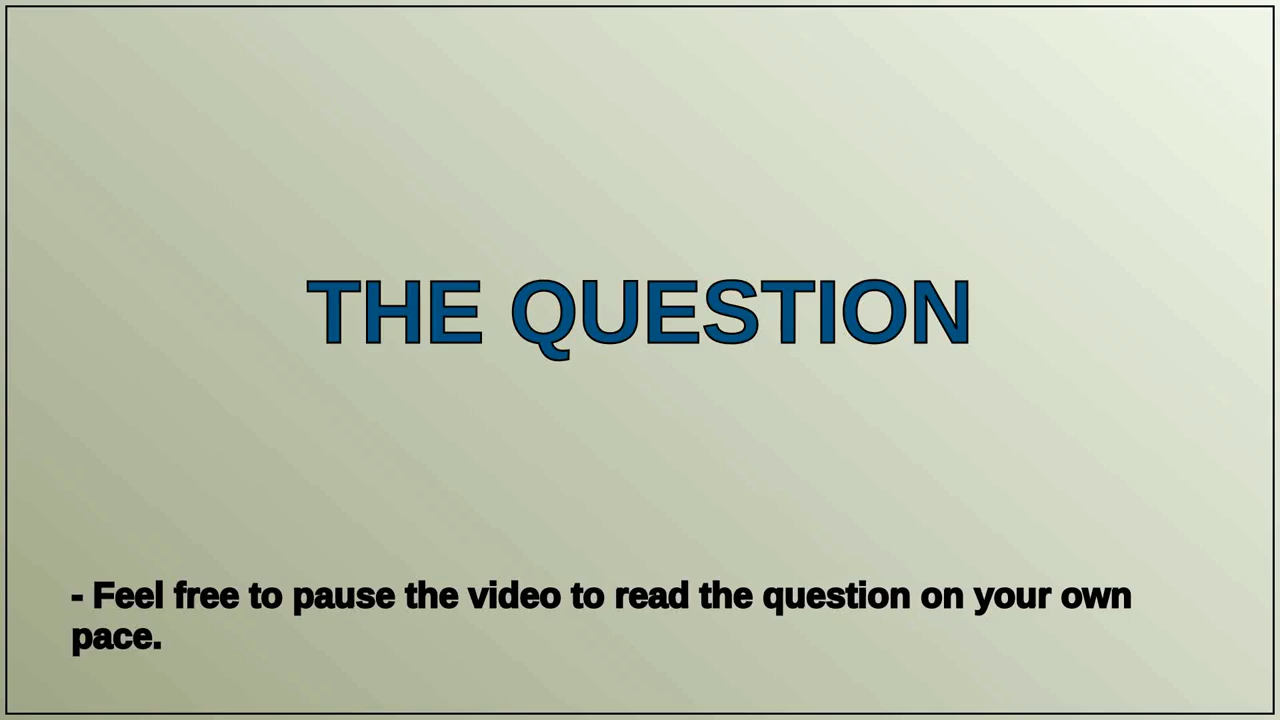 THE QUESTION
- Feel free to pause the video to read the question on your own
pace.